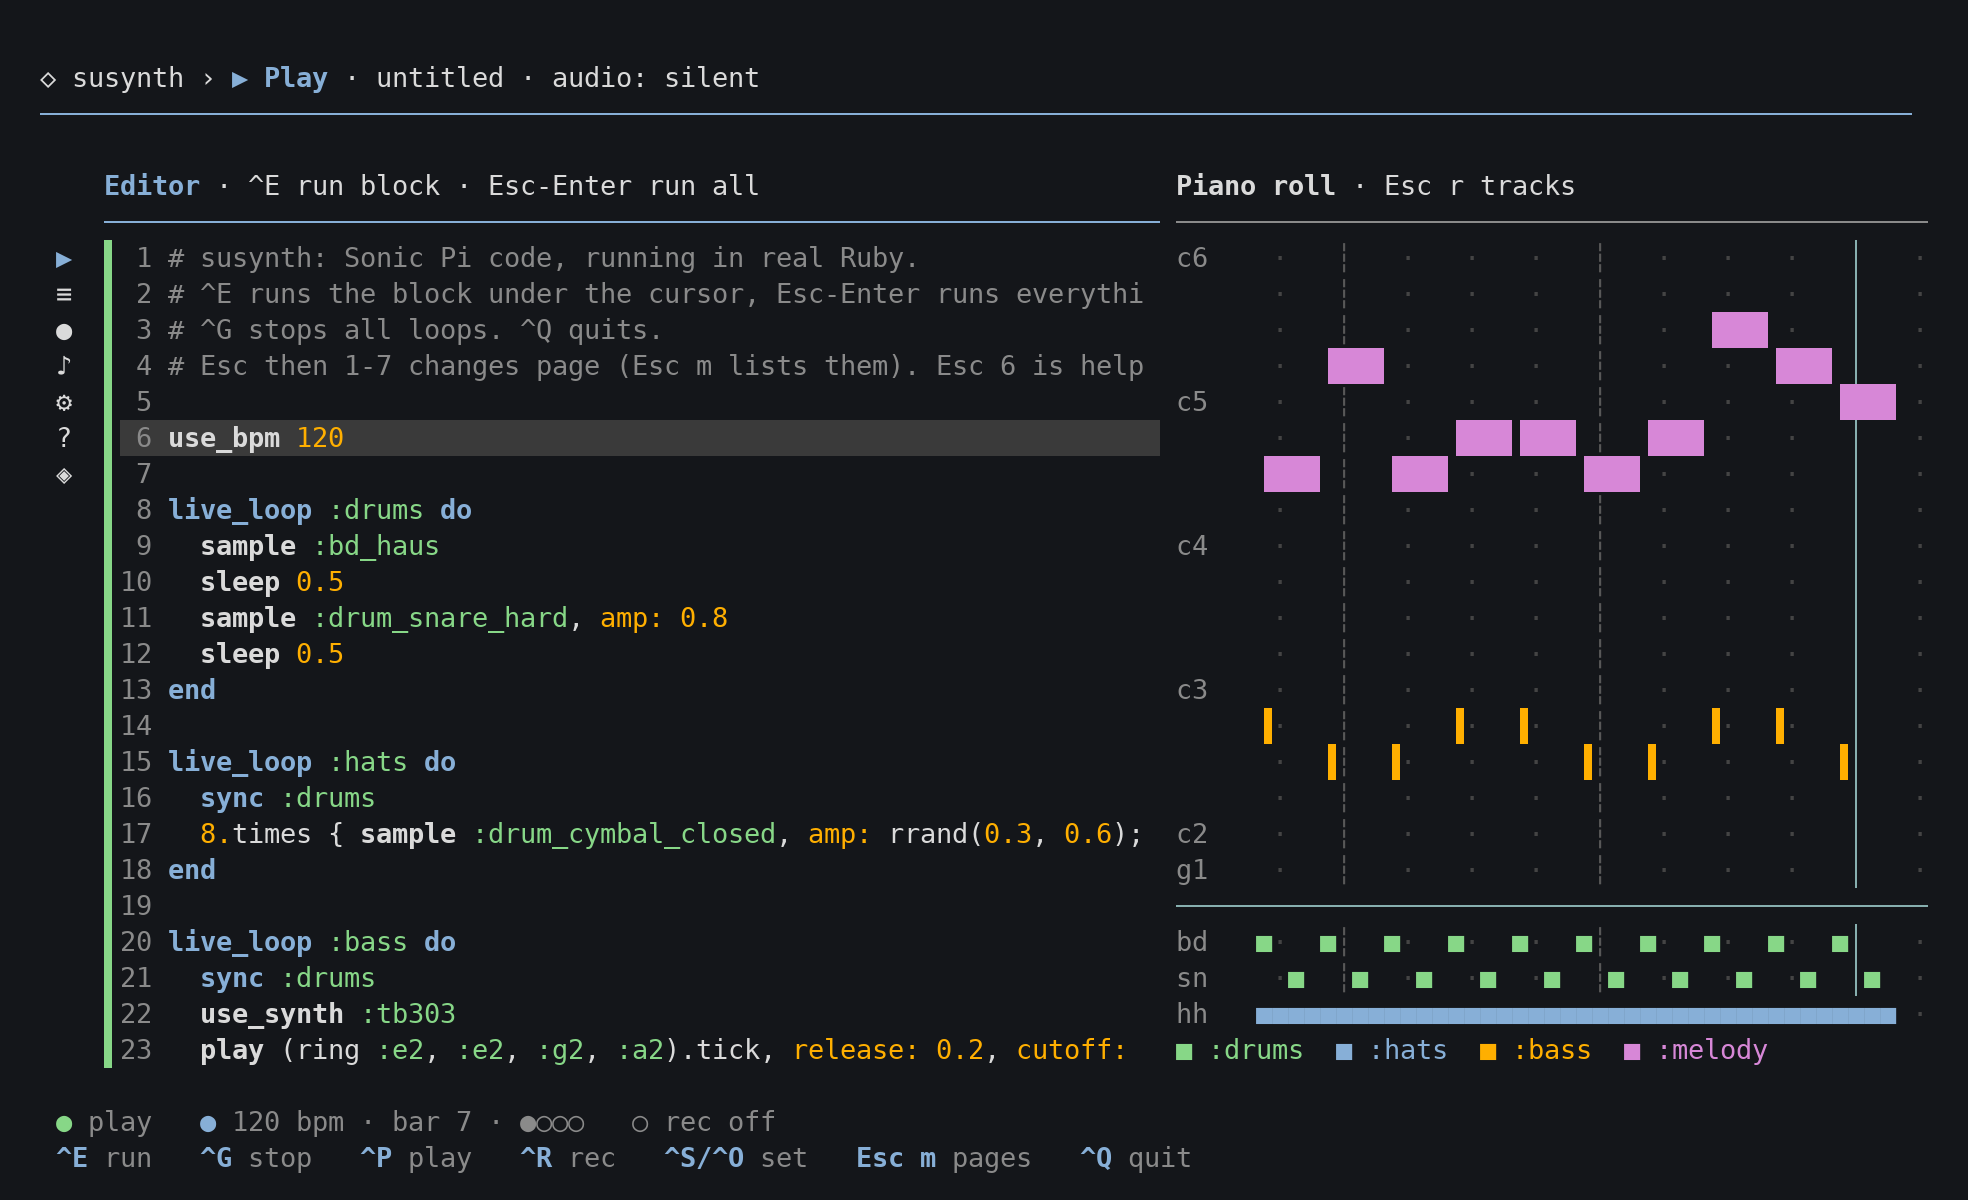 ◇ susynth › ▶ Play · untitled · audio: silent
Editor · ^E run block · Esc-Enter run all
1 # susynth: Sonic Pi code, running in real Ruby.
2 # ^E runs the block under the cursor, Esc-Enter runs everythi
3 # ^G stops all loops. ^Q quits.
4 # Esc then 1-7 changes page (Esc m lists them). Esc 6 is help
5
6 use_bpm 120
7
8 live_loop :drums do
9   sample :bd_haus
10   sleep 0.5
11   sample :drum_snare_hard, amp: 0.8
12   sleep 0.5
13 end
14
15 live_loop :hats do
16   sync :drums
17   8.times { sample :drum_cymbal_closed, amp: rrand(0.3, 0.6);
18 end
19
20 live_loop :bass do
21   sync :drums
22   use_synth :tb303
23   play (ring :e2, :e2, :g2, :a2).tick, release: 0.2, cutoff:
Piano roll · Esc r tracks
c6
c5
c4
c3
c2
g1
bd
sn
hh
■ :drums ■ :hats ■ :bass ■ :melody
● play ● 120 bpm · bar 7 · ●○○○ ○ rec off
^E run ^G stop ^P play ^R rec ^S/^O set Esc m pages ^Q quit